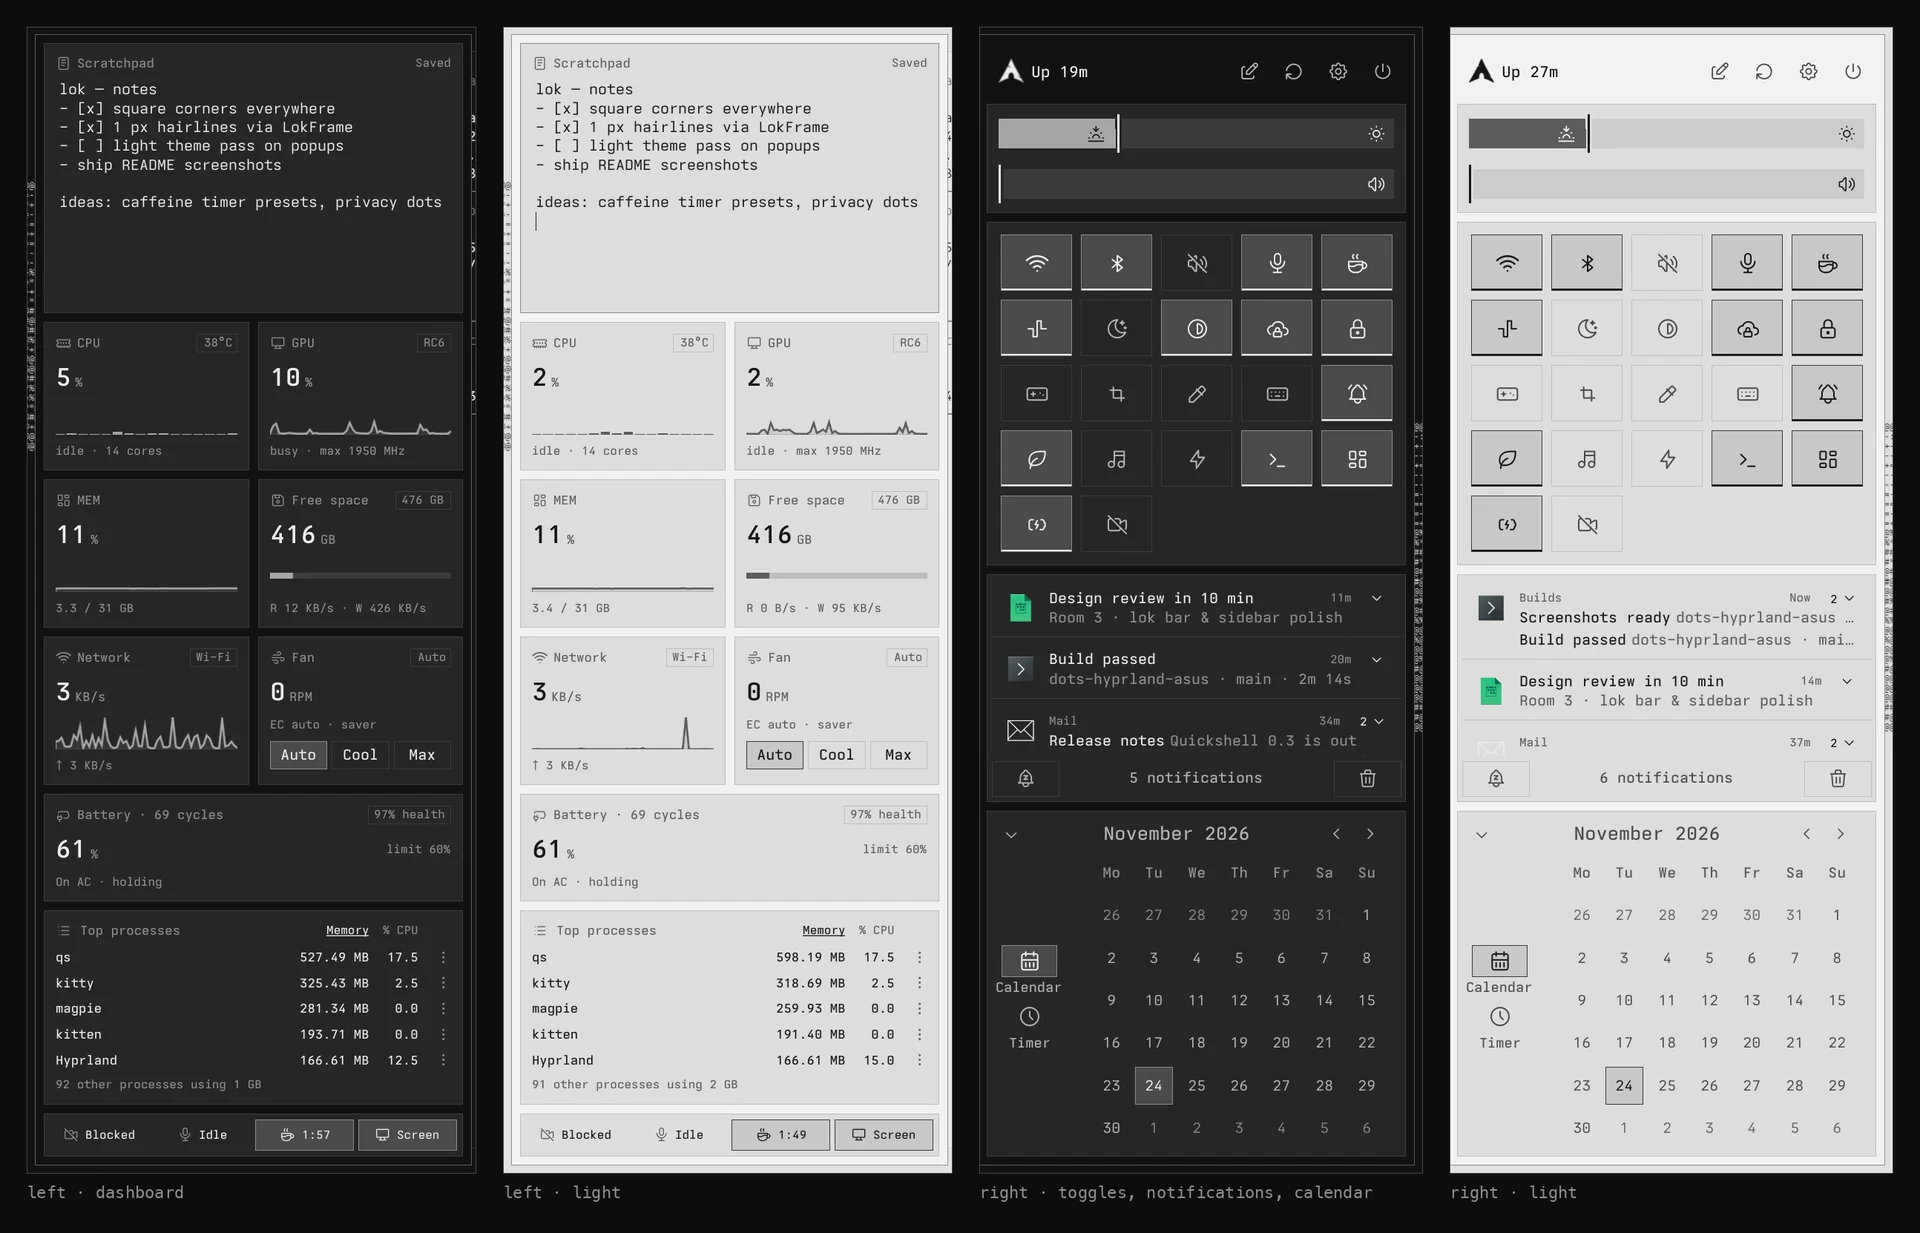 Scratchpad Saved
lok — notes
- [x] square corners everywhere
- [x] 1 px hairlines via LokFrame
- [ ] light theme pass on popups
- ship README screenshots
ideas: caffeine timer presets, privacy dots
CPU 38°C
5 %
idle · 14 cores
GPU RC6
10 %
busy · max 1950 MHz
MEM
11 %
3.3 / 31 GB
Free space 476 GB
416 GB
R 12 KB/s · W 426 KB/s
Network Wi-Fi
3 KB/s
↑ 3 KB/s
Fan Auto
0 RPM
EC auto · saver
Auto Cool Max
Battery · 69 cycles 97% health
61 % limit 60%
On AC · holding
Top processes Memory % CPU
qs 527.49 MB 17.5
kitty 325.43 MB 2.5
magpie 281.34 MB 0.0
kitten 193.71 MB 0.0
Hyprland 166.61 MB 12.5
92 other processes using 1 GB
Blocked Idle 1:57 Screen
left · dashboard
Scratchpad Saved
lok — notes
- [x] square corners everywhere
- [x] 1 px hairlines via LokFrame
- [ ] light theme pass on popups
- ship README screenshots
ideas: caffeine timer presets, privacy dots
CPU 38°C
2 %
idle · 14 cores
GPU RC6
2 %
idle · max 1950 MHz
MEM
11 %
3.4 / 31 GB
Free space 476 GB
416 GB
R 0 B/s · W 95 KB/s
Network Wi-Fi
3 KB/s
↑ 3 KB/s
Fan Auto
0 RPM
EC auto · saver
Auto Cool Max
Battery · 69 cycles 97% health
61 % limit 60%
On AC · holding
Top processes Memory % CPU
qs 598.19 MB 17.5
kitty 318.69 MB 2.5
magpie 259.93 MB 0.0
kitten 191.40 MB 0.0
Hyprland 166.61 MB 15.0
91 other processes using 2 GB
Blocked Idle 1:49 Screen
left · light
Up 19m
Design review in 10 min 11m
Room 3 · lok bar & sidebar polish
Build passed 20m
dots-hyprland-asus · main · 2m 14s
Mail 34m 2
Release notes Quickshell 0.3 is out
5 notifications
November 2026
Mo Tu We Th Fr Sa Su
26 27 28 29 30 31 1
2 3 4 5 6 7 8
9 10 11 12 13 14 15
16 17 18 19 20 21 22
23 24 25 26 27 28 29
30 1 2 3 4 5 6
Calendar
Timer
right · toggles, notifications, calendar
Up 27m
Builds Now 2
Screenshots ready dots-hyprland-asus …
Build passed dots-hyprland-asus · mai…
Design review in 10 min 14m
Room 3 · lok bar & sidebar polish
Mail 37m 2
6 notifications
November 2026
Mo Tu We Th Fr Sa Su
26 27 28 29 30 31 1
2 3 4 5 6 7 8
9 10 11 12 13 14 15
16 17 18 19 20 21 22
23 24 25 26 27 28 29
30 1 2 3 4 5 6
Calendar
Timer
right · light